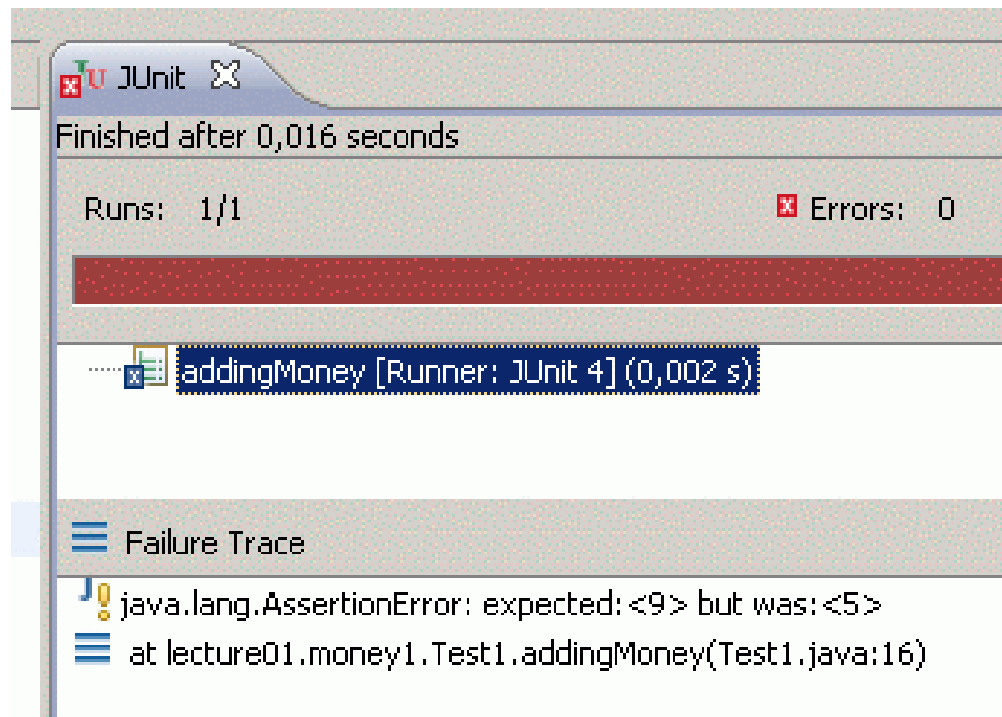 JU JUnit
Finished after 0,016 seconds
Runs: 1/1 Errors: 0
addingMoney [Runner: JUnit 4] (0,002 s)
Failure Trace
java.lang.AssertionError: expected:<9> but was:<5>
at lecture01.money1.Test1.addingMoney(Test1.java:16)